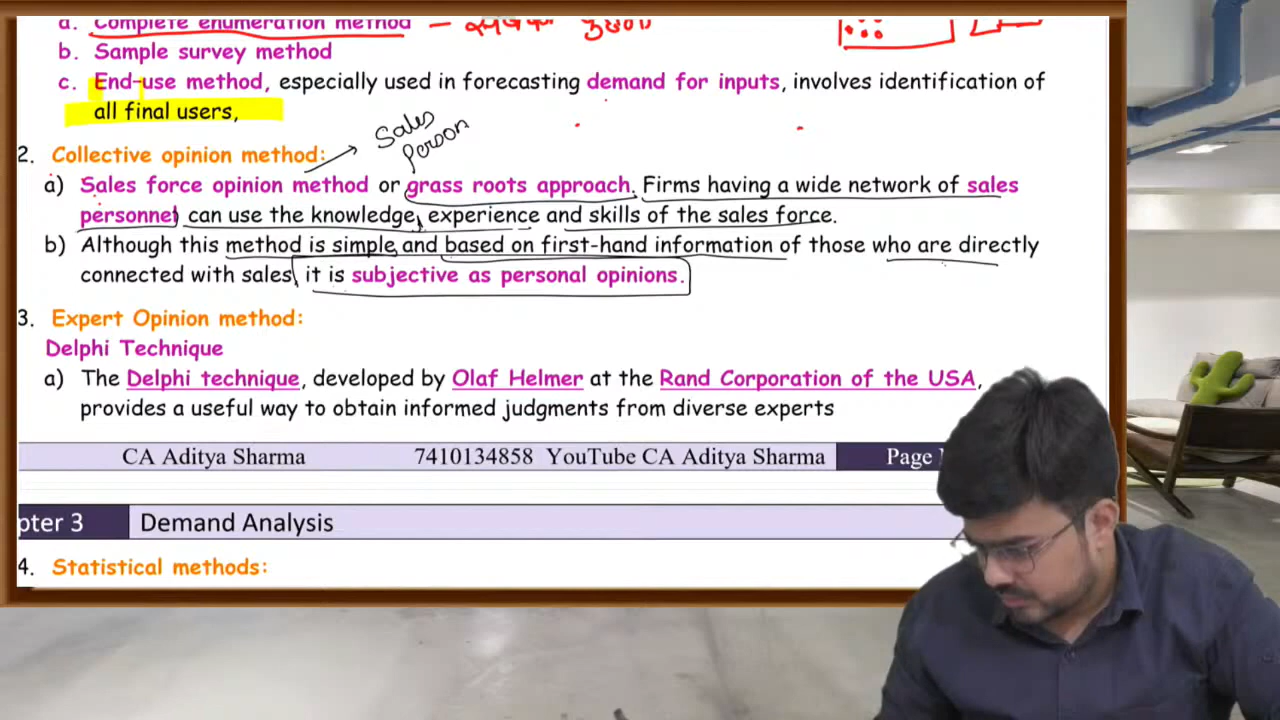 a. Complete enumeration method –
b. Sample survey method
c. End-use method, especially used in forecasting demand for inputs, involves identification of
all final users,
Sales
Person
2. Collective opinion method:
a) Sales force opinion method or grass roots approach. Firms having a wide network of sales
personnel can use the knowledge, experience and skills of the sales force.
b) Although this method is simple and based on first-hand information of those who are directly
connected with sales, it is subjective as personal opinions.
3. Expert Opinion method:
Delphi Technique
a) The Delphi technique, developed by Olaf Helmer at the Rand Corporation of the USA,
provides a useful way to obtain informed judgments from diverse experts
CA Aditya Sharma 7410134858 YouTube CA Aditya Sharma Page
pter 3 Demand Analysis
4. Statistical methods: